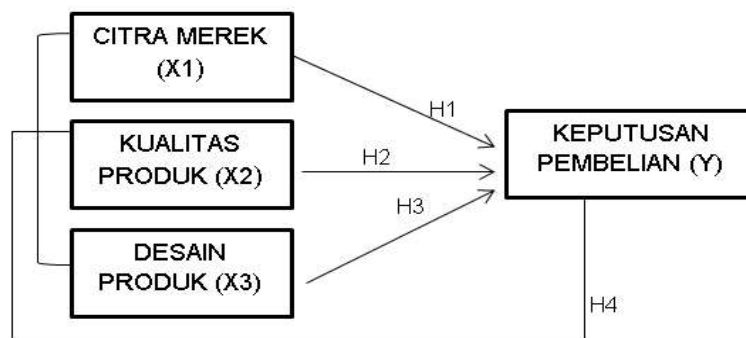 CITRA MEREK
(X1)
H1
KUALITAS
PRODUK (X2)
H2
KEPUTUSAN
PEMBELIAN (Y)
H3
DESAIN
PRODUK (X3)
H4